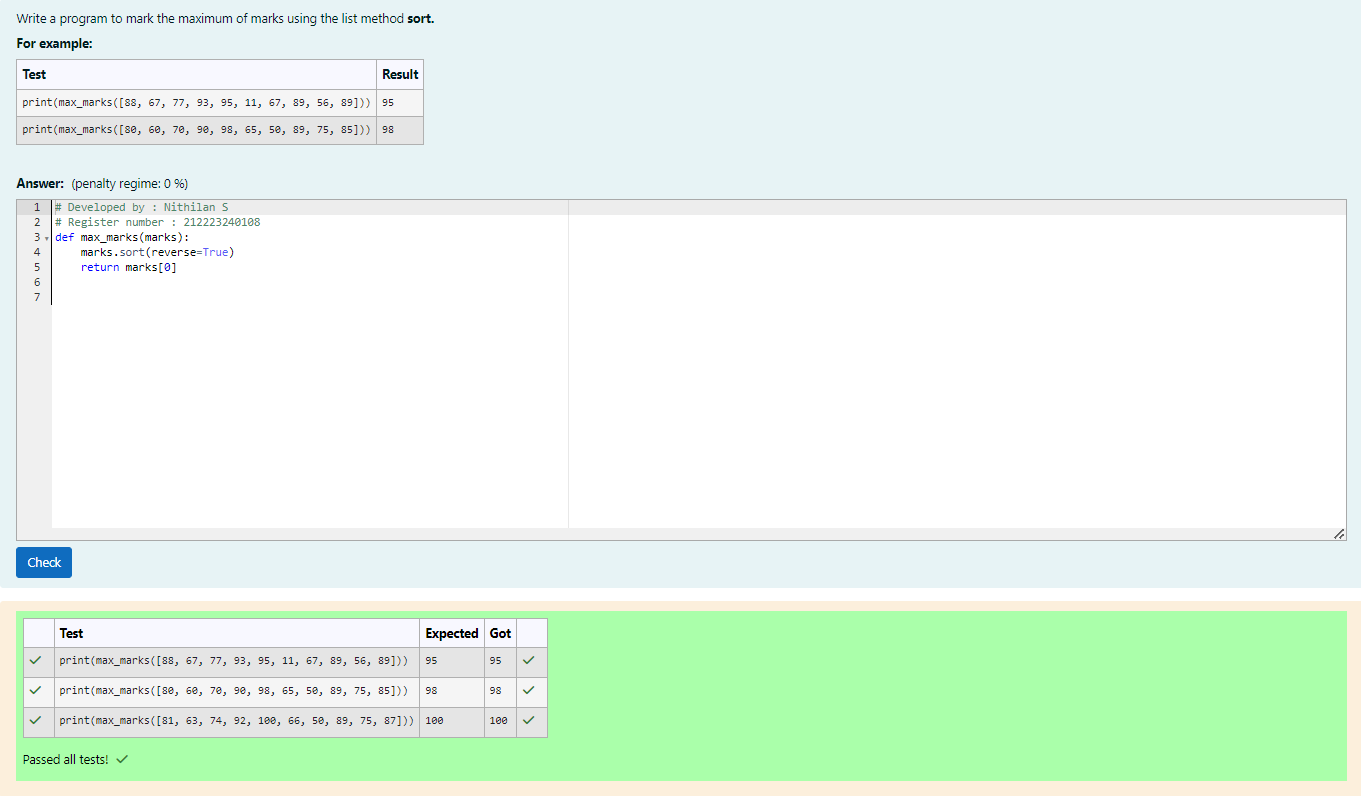 Write a program to mark the maximum of marks using the list method sort.
For example:
Test Result
print(max_marks([88, 67, 77, 93, 95, 11, 67, 89, 56, 89])) 95
print(max_marks([80, 60, 70, 90, 98, 65, 50, 89, 75, 85])) 98
Answer: (penalty regime: 0 %)
1 # Developed by : Nithilan S
2 # Register number : 212223240108
3 def max_marks(marks):
4     marks.sort(reverse=True)
5     return marks[0]
6
7
Check
Test Expected Got
print(max_marks([88, 67, 77, 93, 95, 11, 67, 89, 56, 89])) 95 95
print(max_marks([80, 60, 70, 90, 98, 65, 50, 89, 75, 85])) 98 98
print(max_marks([81, 63, 74, 92, 100, 66, 50, 89, 75, 87])) 100 100
Passed all tests!